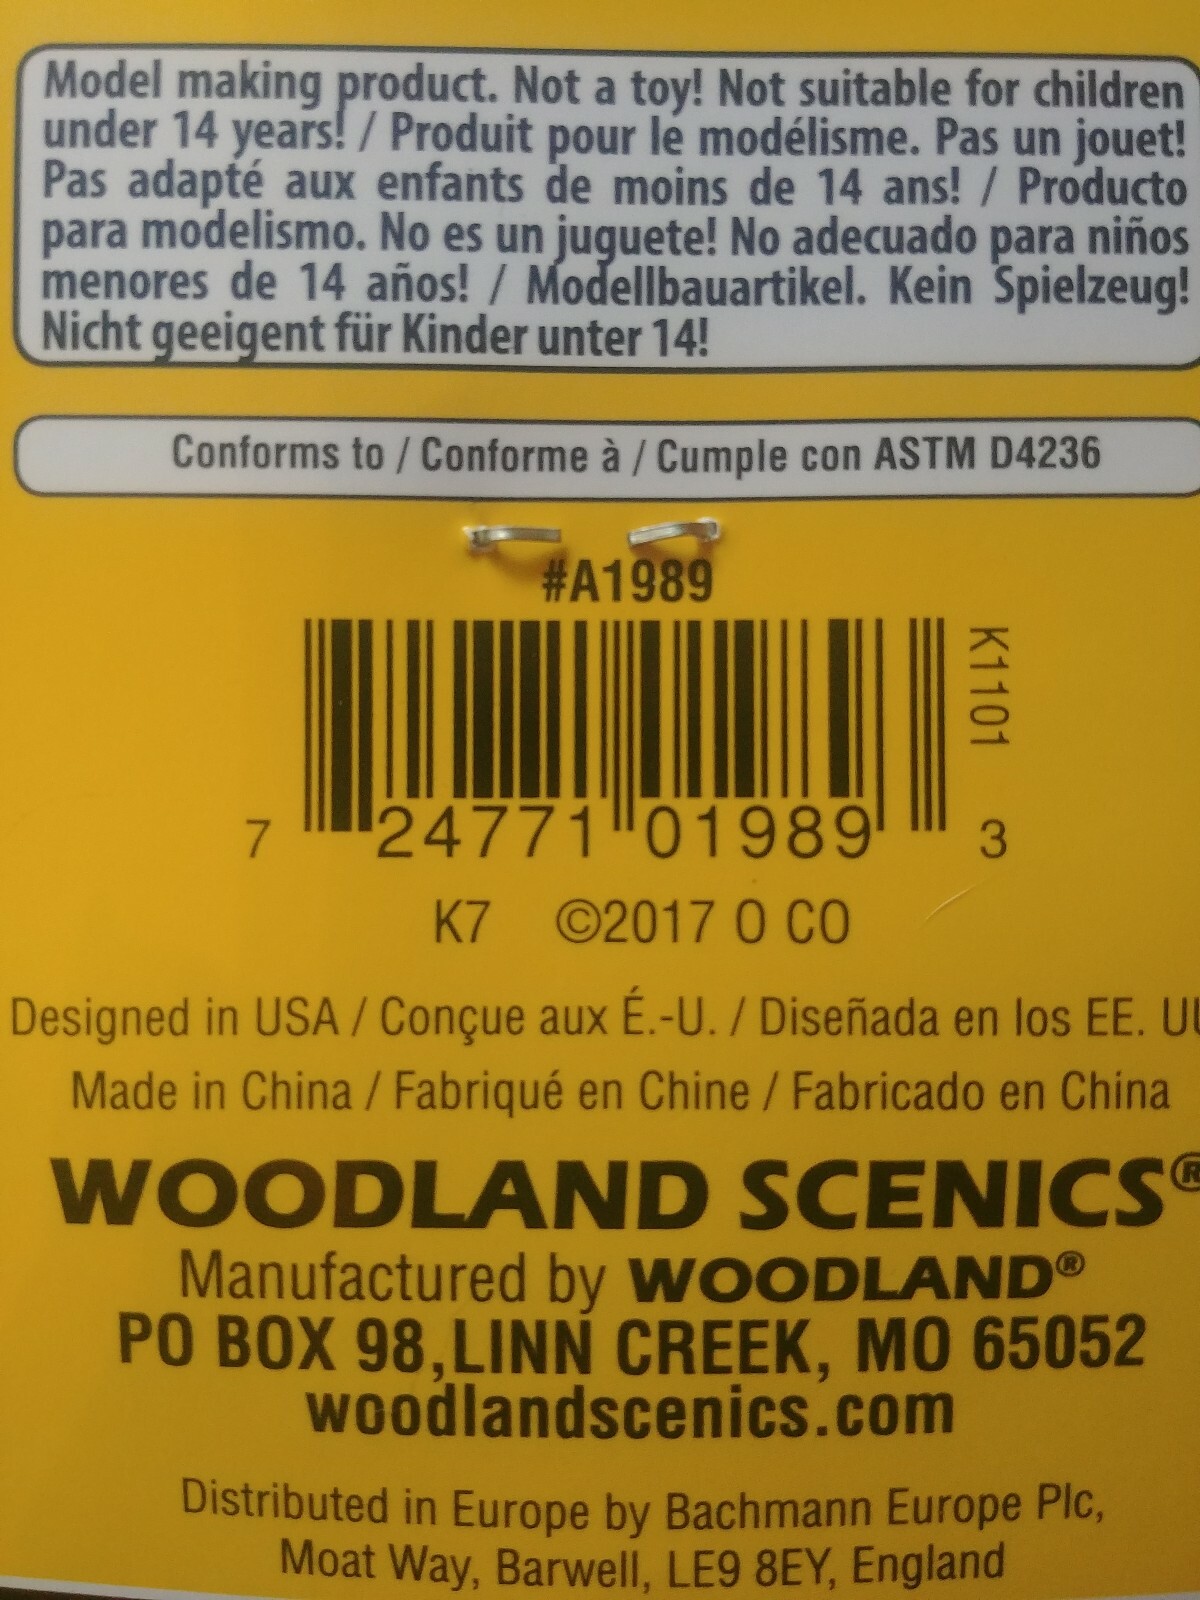 Model making product. Not a toy! Not suitable for children
under 14 years! / Produit pour le modélisme. Pas un jouet!
Pas adapté aux enfants de moins de 14 ans! / Producto
para modelismo. No es un juguete! No adecuado para niños
menores de 14 años! / Modellbauartikel. Kein Spielzeug!
Nicht geeigent für Kinder unter 14!
Conforms to / Conforme à / Cumple con ASTM D4236
#A1989
K1101
7 24771 01989 3
K7 ©2017 O CO
Designed in USA / Conçue aux É.-U. / Diseñada en los EE.
Made in China / Fabriqué en Chine / Fabricado en China
WOODLAND SCENICS®
Manufactured by WOODLAND®
PO BOX 98,LINN CREEK, MO 65052
woodlandscenics.com
Distributed in Europe by Bachmann Europe Plc,
Moat Way, Barwell, LE9 8EY, England